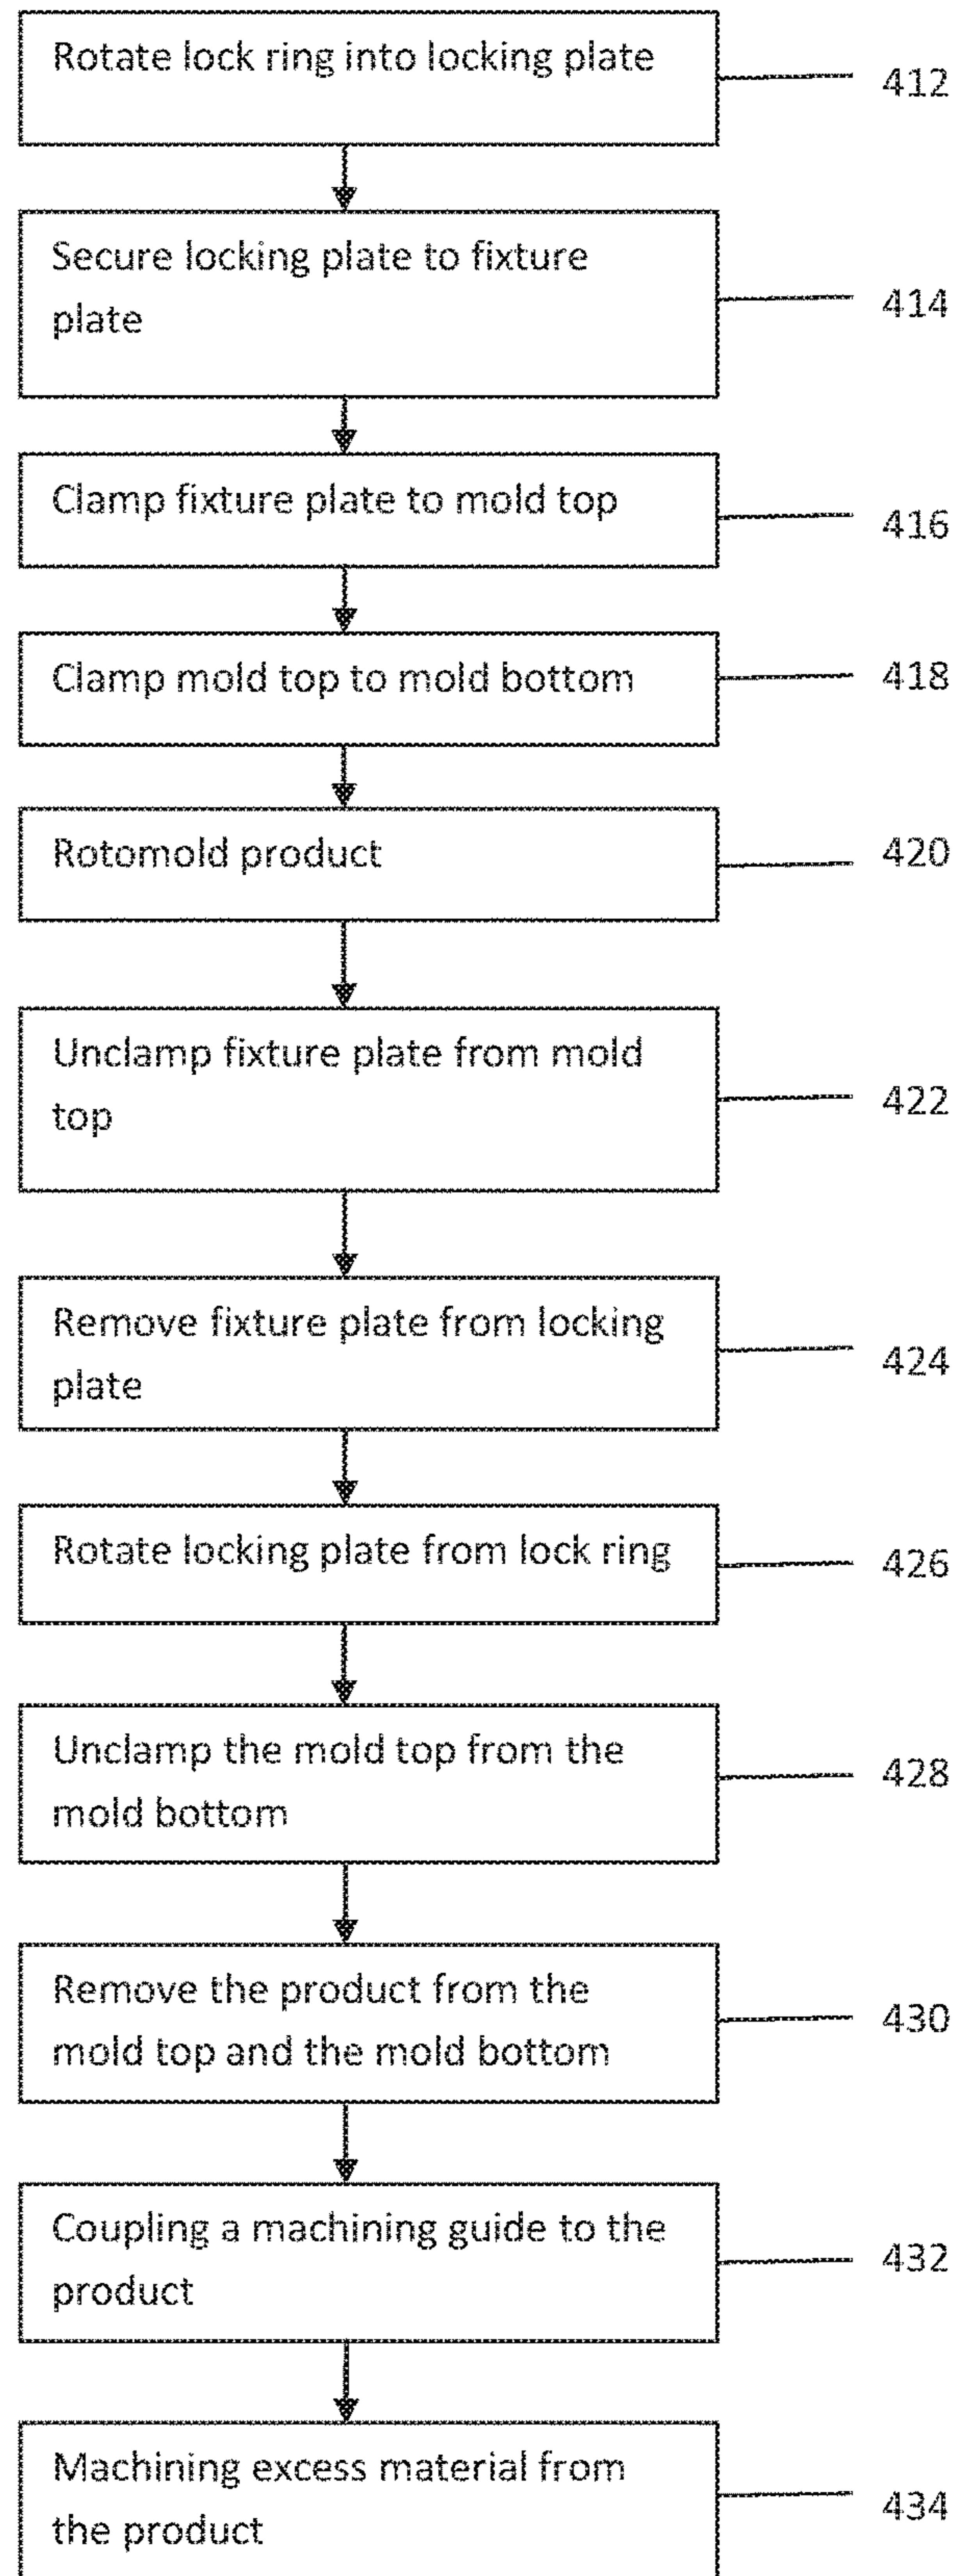 Rotate lock ring into locking plate
412
Secure locking plate to fixture
plate
414
Clamp fixture plate to mold top
416
Clamp mold top to mold bottom
418
Rotomold product
420
Unclamp fixture plate from mold
top
422
Remove fixture plate from locking
plate
424
Rotate locking plate from lock ring
426
Unclamp the mold top from the
mold bottom
428
Remove the product from the
mold top and the mold bottom
430
Coupling a machining guide to the
product
432
Machining excess material from
the product
434